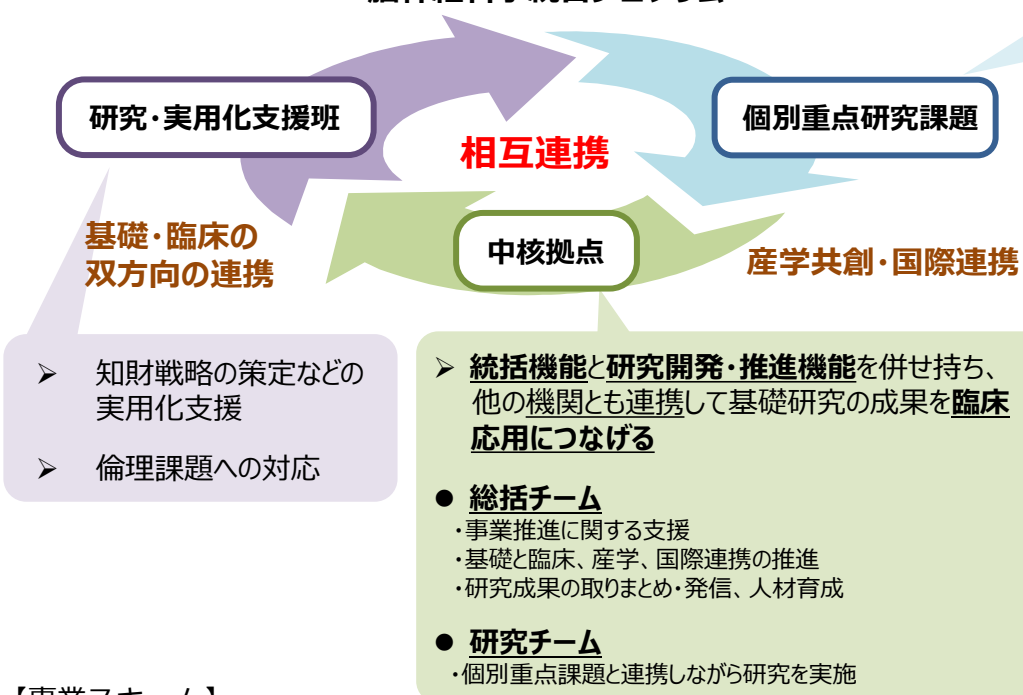 研究・実用化支援班
個別重点研究課題
相互連携
中核拠点
基礎・臨床の
双方向の連携
産学共創・国際連携
➢ 知財戦略の策定などの
実用化支援
➢ 倫理課題への対応
➢ 統括機能と研究開発・推進機能を併せ持ち、
他の機関とも連携して基礎研究の成果を臨床
応用につなげる
● 総括チーム
・事業推進に関する支援
・基礎と臨床、産学、国際連携の推進
・研究成果の取りまとめ・発信、人材育成
● 研究チーム
・個別重点課題と連携しながら研究を実施